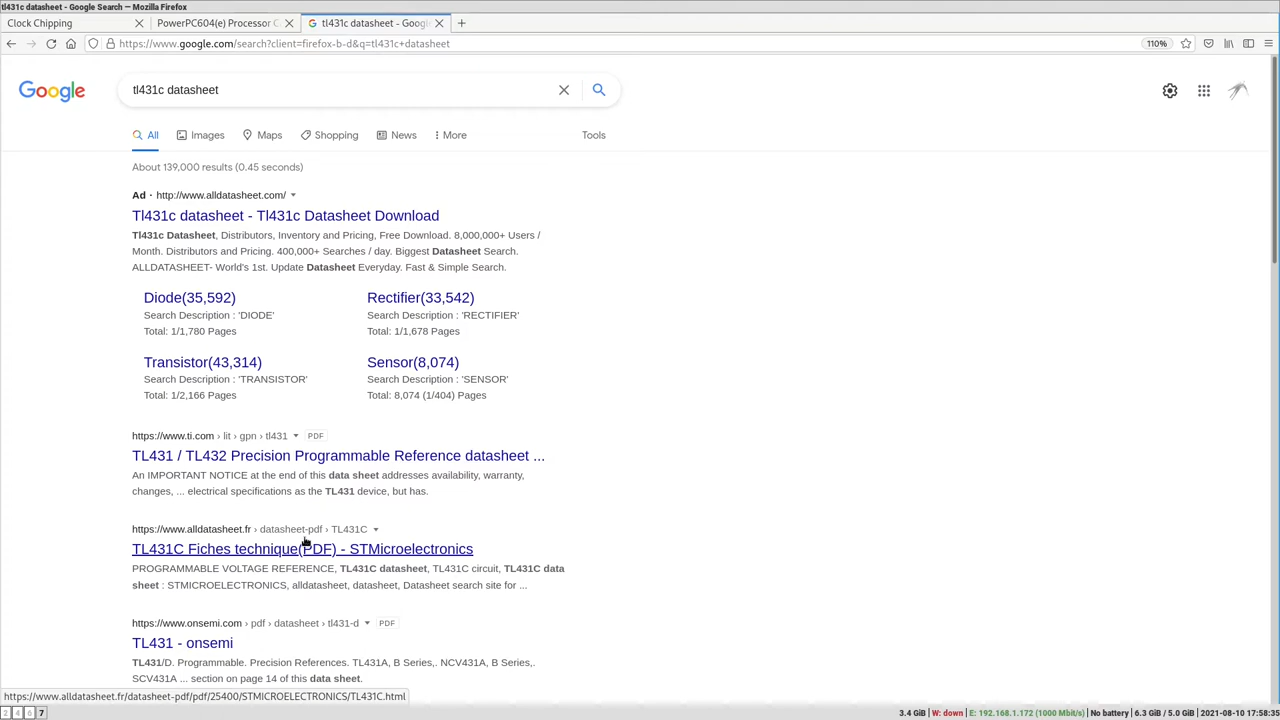 tl431c datasheet - Google Search — Mozilla Firefox
Clock Chipping
PowerPC604(e) Processor C
tl431c datasheet - Googl
https://www.google.com/search?client=firefox-b-d&q=tl431c+datasheet
110%
Google
tl431c datasheet
All Images Maps Shopping News More Tools
About 139,000 results (0.45 seconds)
Ad · http://www.alldatasheet.com/
Tl431c datasheet - Tl431c Datasheet Download
Tl431c Datasheet, Distributors, Inventory and Pricing, Free Download. 8,000,000+ Users /
Month. Distributors and Pricing. 400,000+ Searches / day. Biggest Datasheet Search.
ALLDATASHEET- World's 1st. Update Datasheet Everyday. Fast & Simple Search.
Diode(35,592)
Search Description : 'DIODE'
Total: 1/1,780 Pages
Rectifier(33,542)
Search Description : 'RECTIFIER'
Total: 1/1,678 Pages
Transistor(43,314)
Search Description : 'TRANSISTOR'
Total: 1/2,166 Pages
Sensor(8,074)
Search Description : 'SENSOR'
Total: 8,074 (1/404) Pages
https://www.ti.com › lit › gpn › tl431 PDF
TL431 / TL432 Precision Programmable Reference datasheet ...
An IMPORTANT NOTICE at the end of this data sheet addresses availability, warranty,
changes, ... electrical specifications as the TL431 device, but has.
https://www.alldatasheet.fr › datasheet-pdf › TL431C
TL431C Fiches technique(PDF) - STMicroelectronics
PROGRAMMABLE VOLTAGE REFERENCE, TL431C datasheet, TL431C circuit, TL431C data
sheet : STMICROELECTRONICS, alldatasheet, datasheet, Datasheet search site for ...
https://www.onsemi.com › pdf › datasheet › tl431-d PDF
TL431 - onsemi
TL431/D. Programmable. Precision References. TL431A, B Series,. NCV431A, B Series,.
SCV431A ... section on page 14 of this data sheet.
https://www.alldatasheet.fr/datasheet-pdf/pdf/25400/STMICROELECTRONICS/TL431C.html
2 4 6 7
3.4 GiB | W: down | E: 192.168.1.172 (1000 Mbit/s) | No battery | 6.3 GiB / 5.0 GiB | 2021-08-10 17:58:35